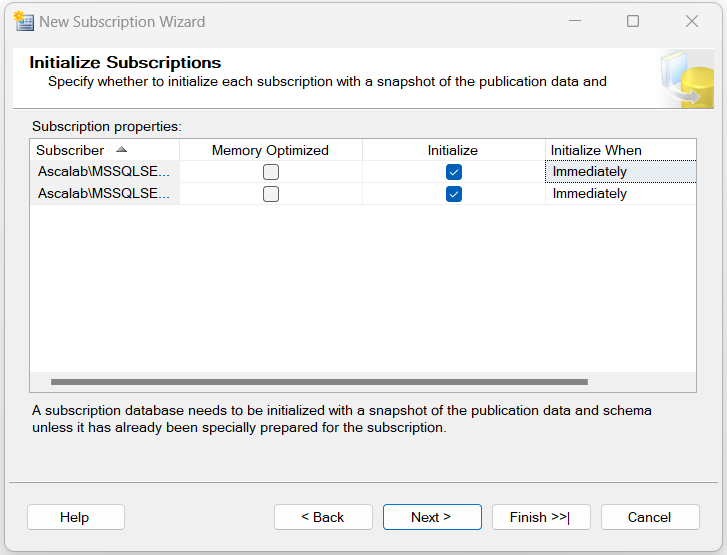 New Subscription Wizard
Initialize Subscriptions
Specify whether to initialize each subscription with a snapshot of the publication data and
Subscription properties:
Subscriber Memory Optimized Initialize Initialize When
Ascalab\MSSQLSE... Immediately
Ascalab\MSSQLSE... Immediately
A subscription database needs to be initialized with a snapshot of the publication data and schema
unless it has already been specially prepared for the subscription.
Help < Back Next > Finish >>| Cancel